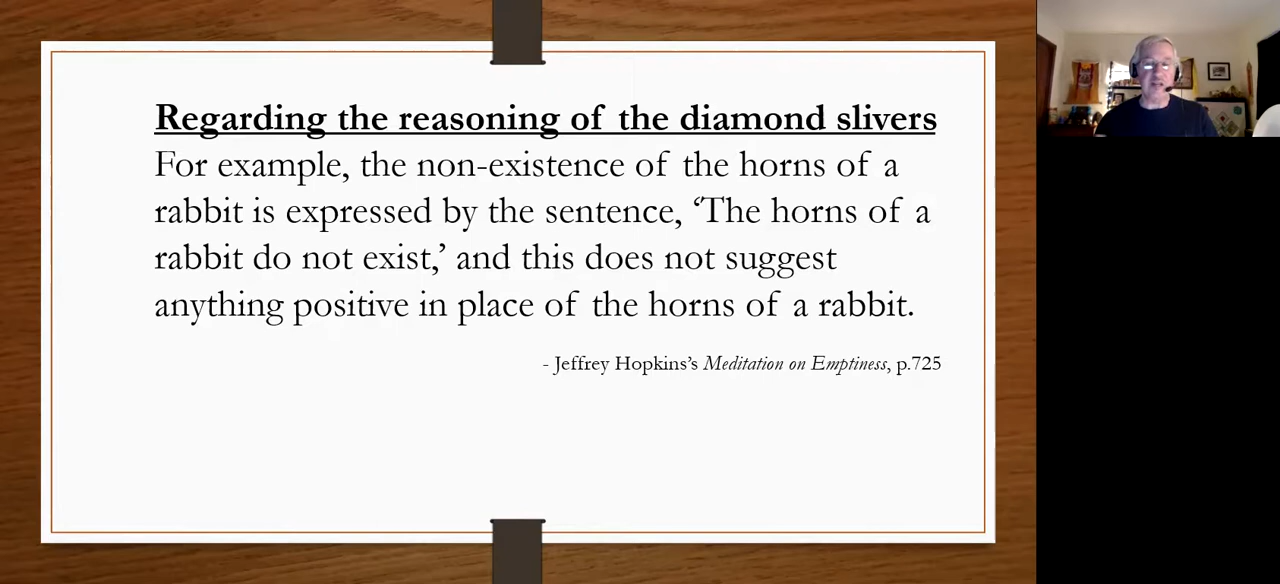 Regarding the reasoning of the diamond slivers
For example, the non-existence of the horns of a
rabbit is expressed by the sentence, ‘The horns of a
rabbit do not exist,’ and this does not suggest
anything positive in place of the horns of a rabbit.
- Jeffrey Hopkins’s Meditation on Emptiness, p.725